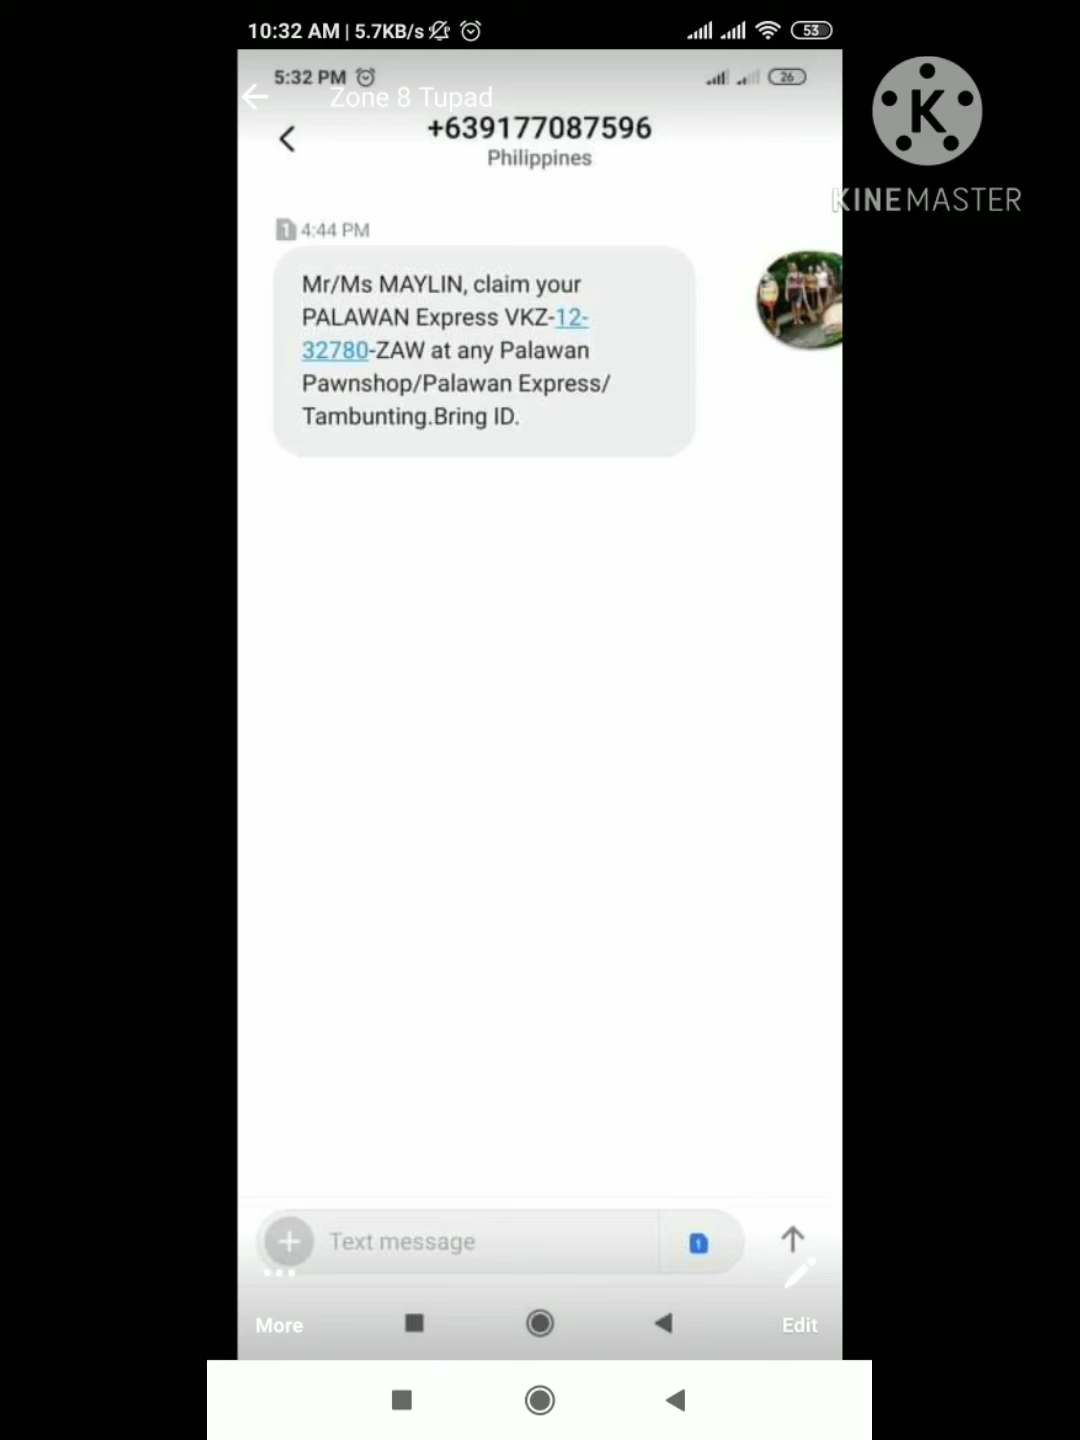 10:32 AM | 5.7KB/s
53
5:32 PM
26
Zone 8 Tupad
+639177087596
Philippines
K
KINEMASTER
1 4:44 PM
Mr/Ms MAYLIN, claim your
PALAWAN Express VKZ-12-
32780-ZAW at any Palawan
Pawnshop/Palawan Express/
Tambunting.Bring ID.
Text message
1
More
Edit